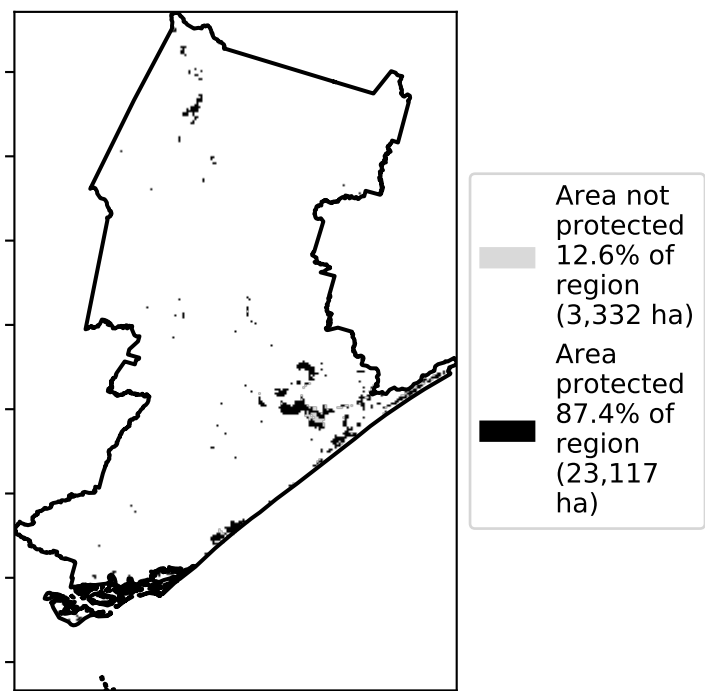 Area not
protected
12.6% of
region
(3,332 ha)
Area
protected
87.4% of
region
(23,117
ha)